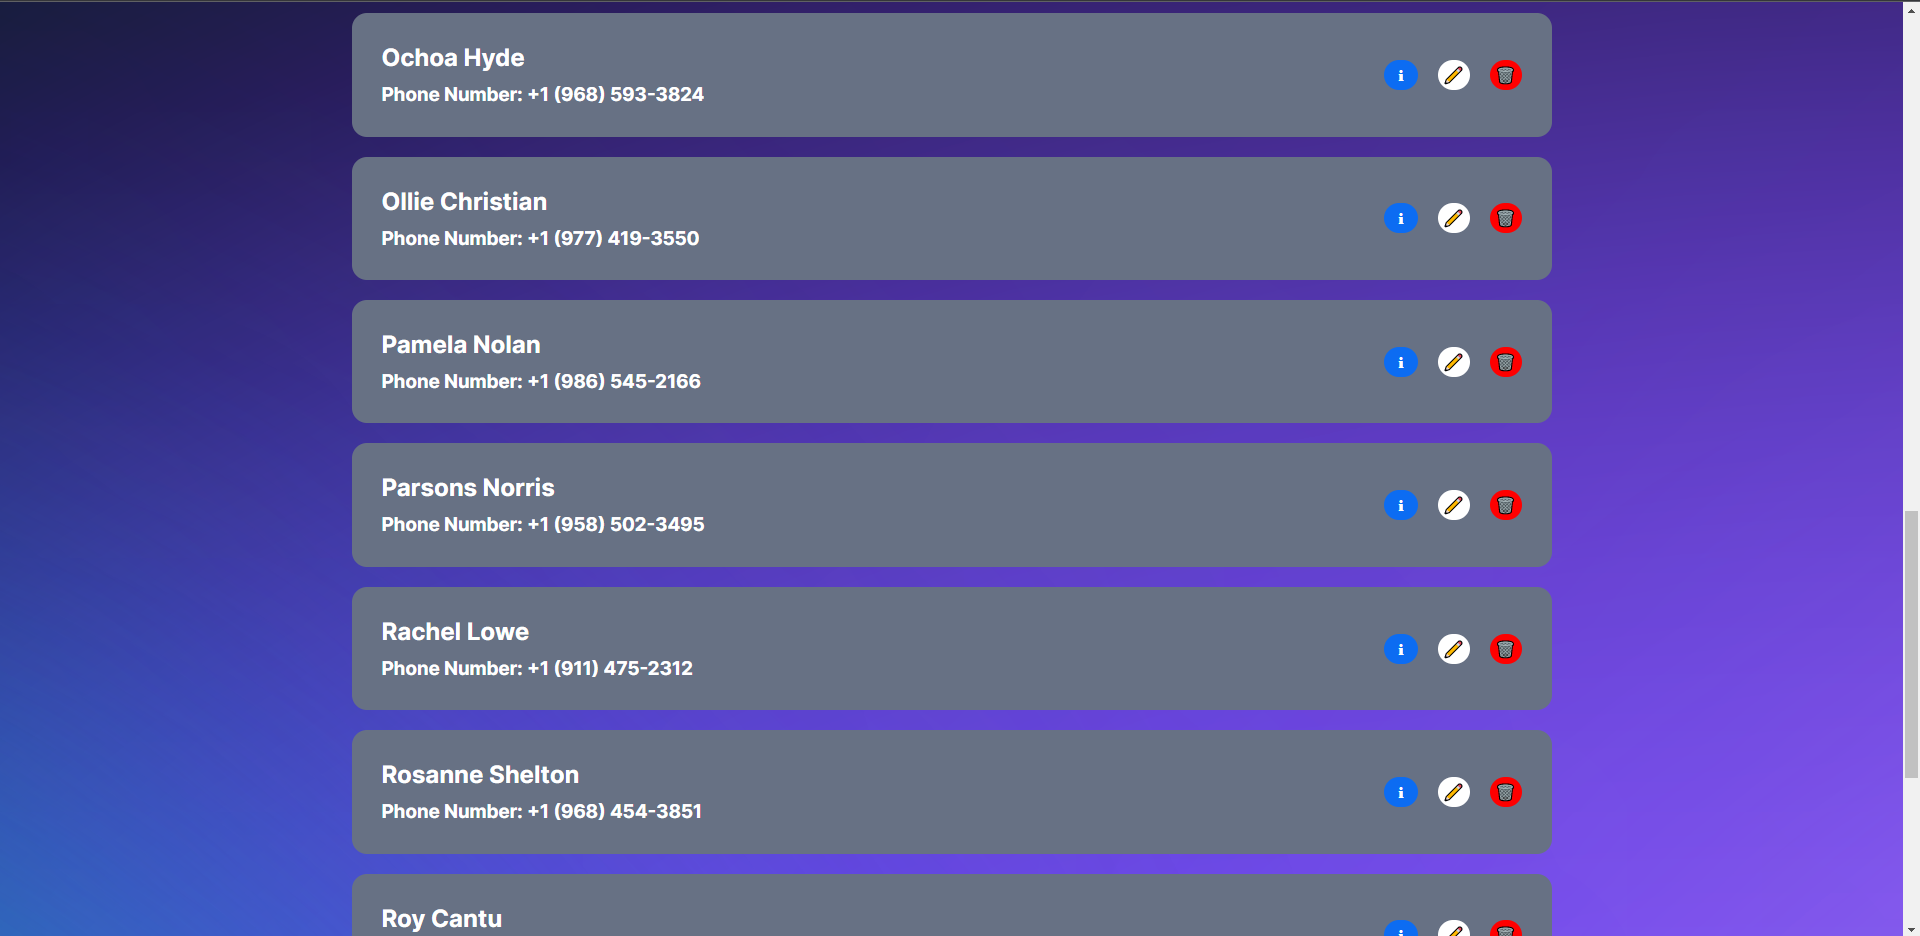 Ochoa Hyde
Phone Number: +1 (968) 593-3824
i
Ollie Christian
Phone Number: +1 (977) 419-3550
i
Pamela Nolan
Phone Number: +1 (986) 545-2166
i
Parsons Norris
Phone Number: +1 (958) 502-3495
i
Rachel Lowe
Phone Number: +1 (911) 475-2312
i
Rosanne Shelton
Phone Number: +1 (968) 454-3851
i
Roy Cantu
i